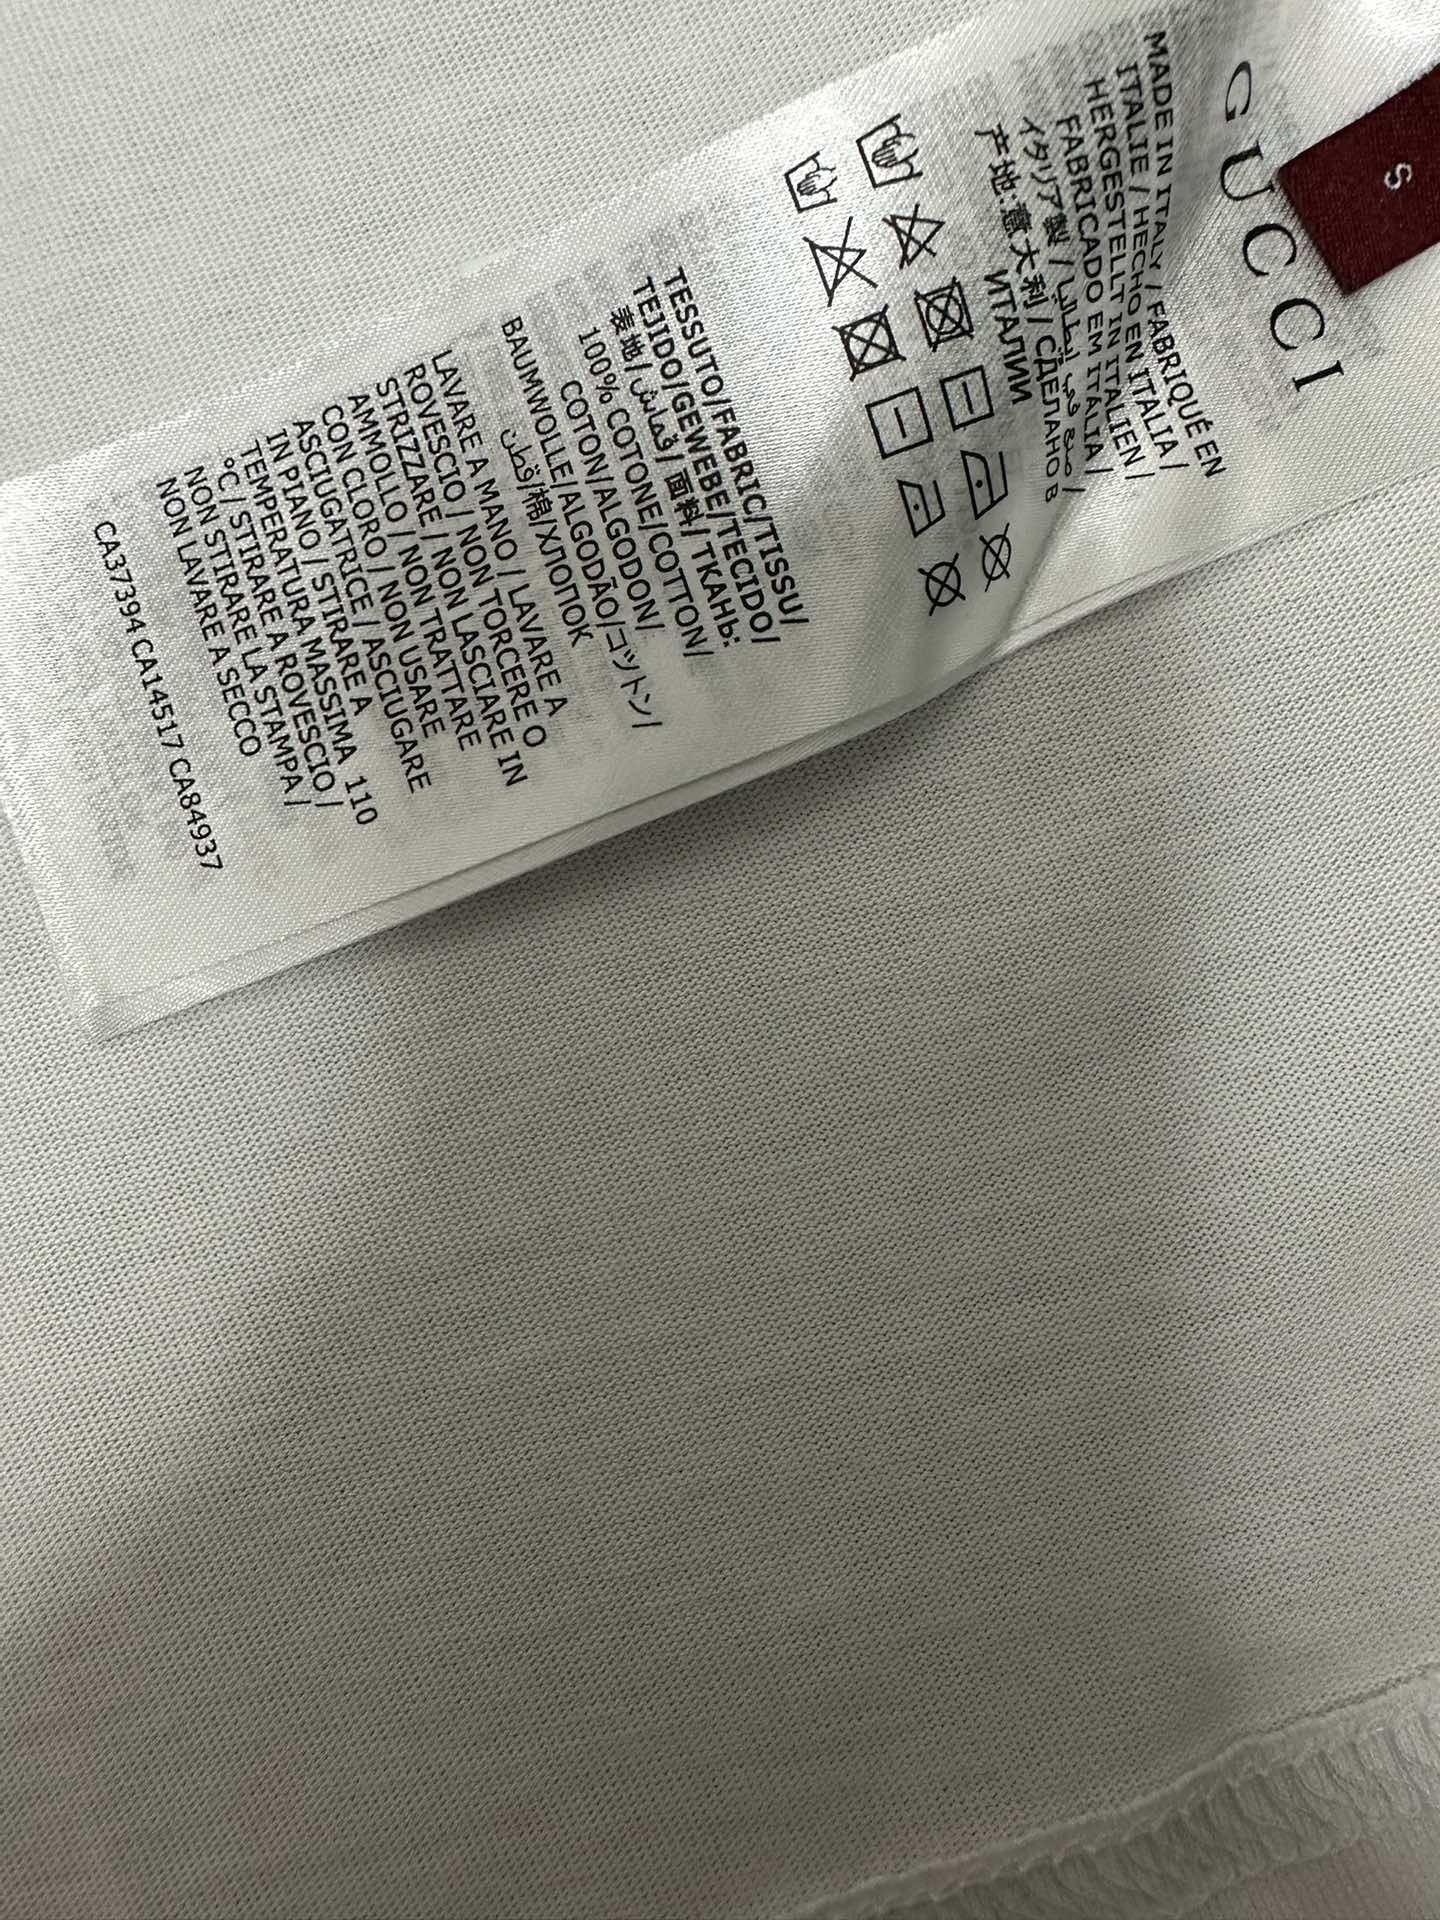 S
GUCCI
MADE IN ITALY / FABRIQUÉ EN
ITALIE / HECHO EN ITALIA /
HERGESTELLT IN ITALIEN /
FABRICADO EM ITALIA /
イタリア製 / صنع في إيطاليا /
产地:意大利 / СДЕЛАНО В
ИТАЛИИ
TESSUTO/FABRIC/TISSU/
TEJIDO/GEWEBE/TECIDO/
表地/قماش/面料/ТКАНЬ:
100% COTONE/COTTON/
COTON/ALGODON/
BAUMWOLLE/ALGODÃO/コットン/
قطن/棉/ХЛОПОК
LAVARE A MANO / LAVARE A
ROVESCIO / NON TORCERE O
STRIZZARE / NON LASCIARE IN
AMMOLLO / NON TRATTARE
CON CLORO / NON USARE
ASCIUGATRICE / ASCIUGARE
IN PIANO / STIRARE A
TEMPERATURA MASSIMA 110
°C / STIRARE A ROVESCIO /
NON STIRARE LA STAMPA /
NON LAVARE A SECCO
CA37394 CA14517 CA84937